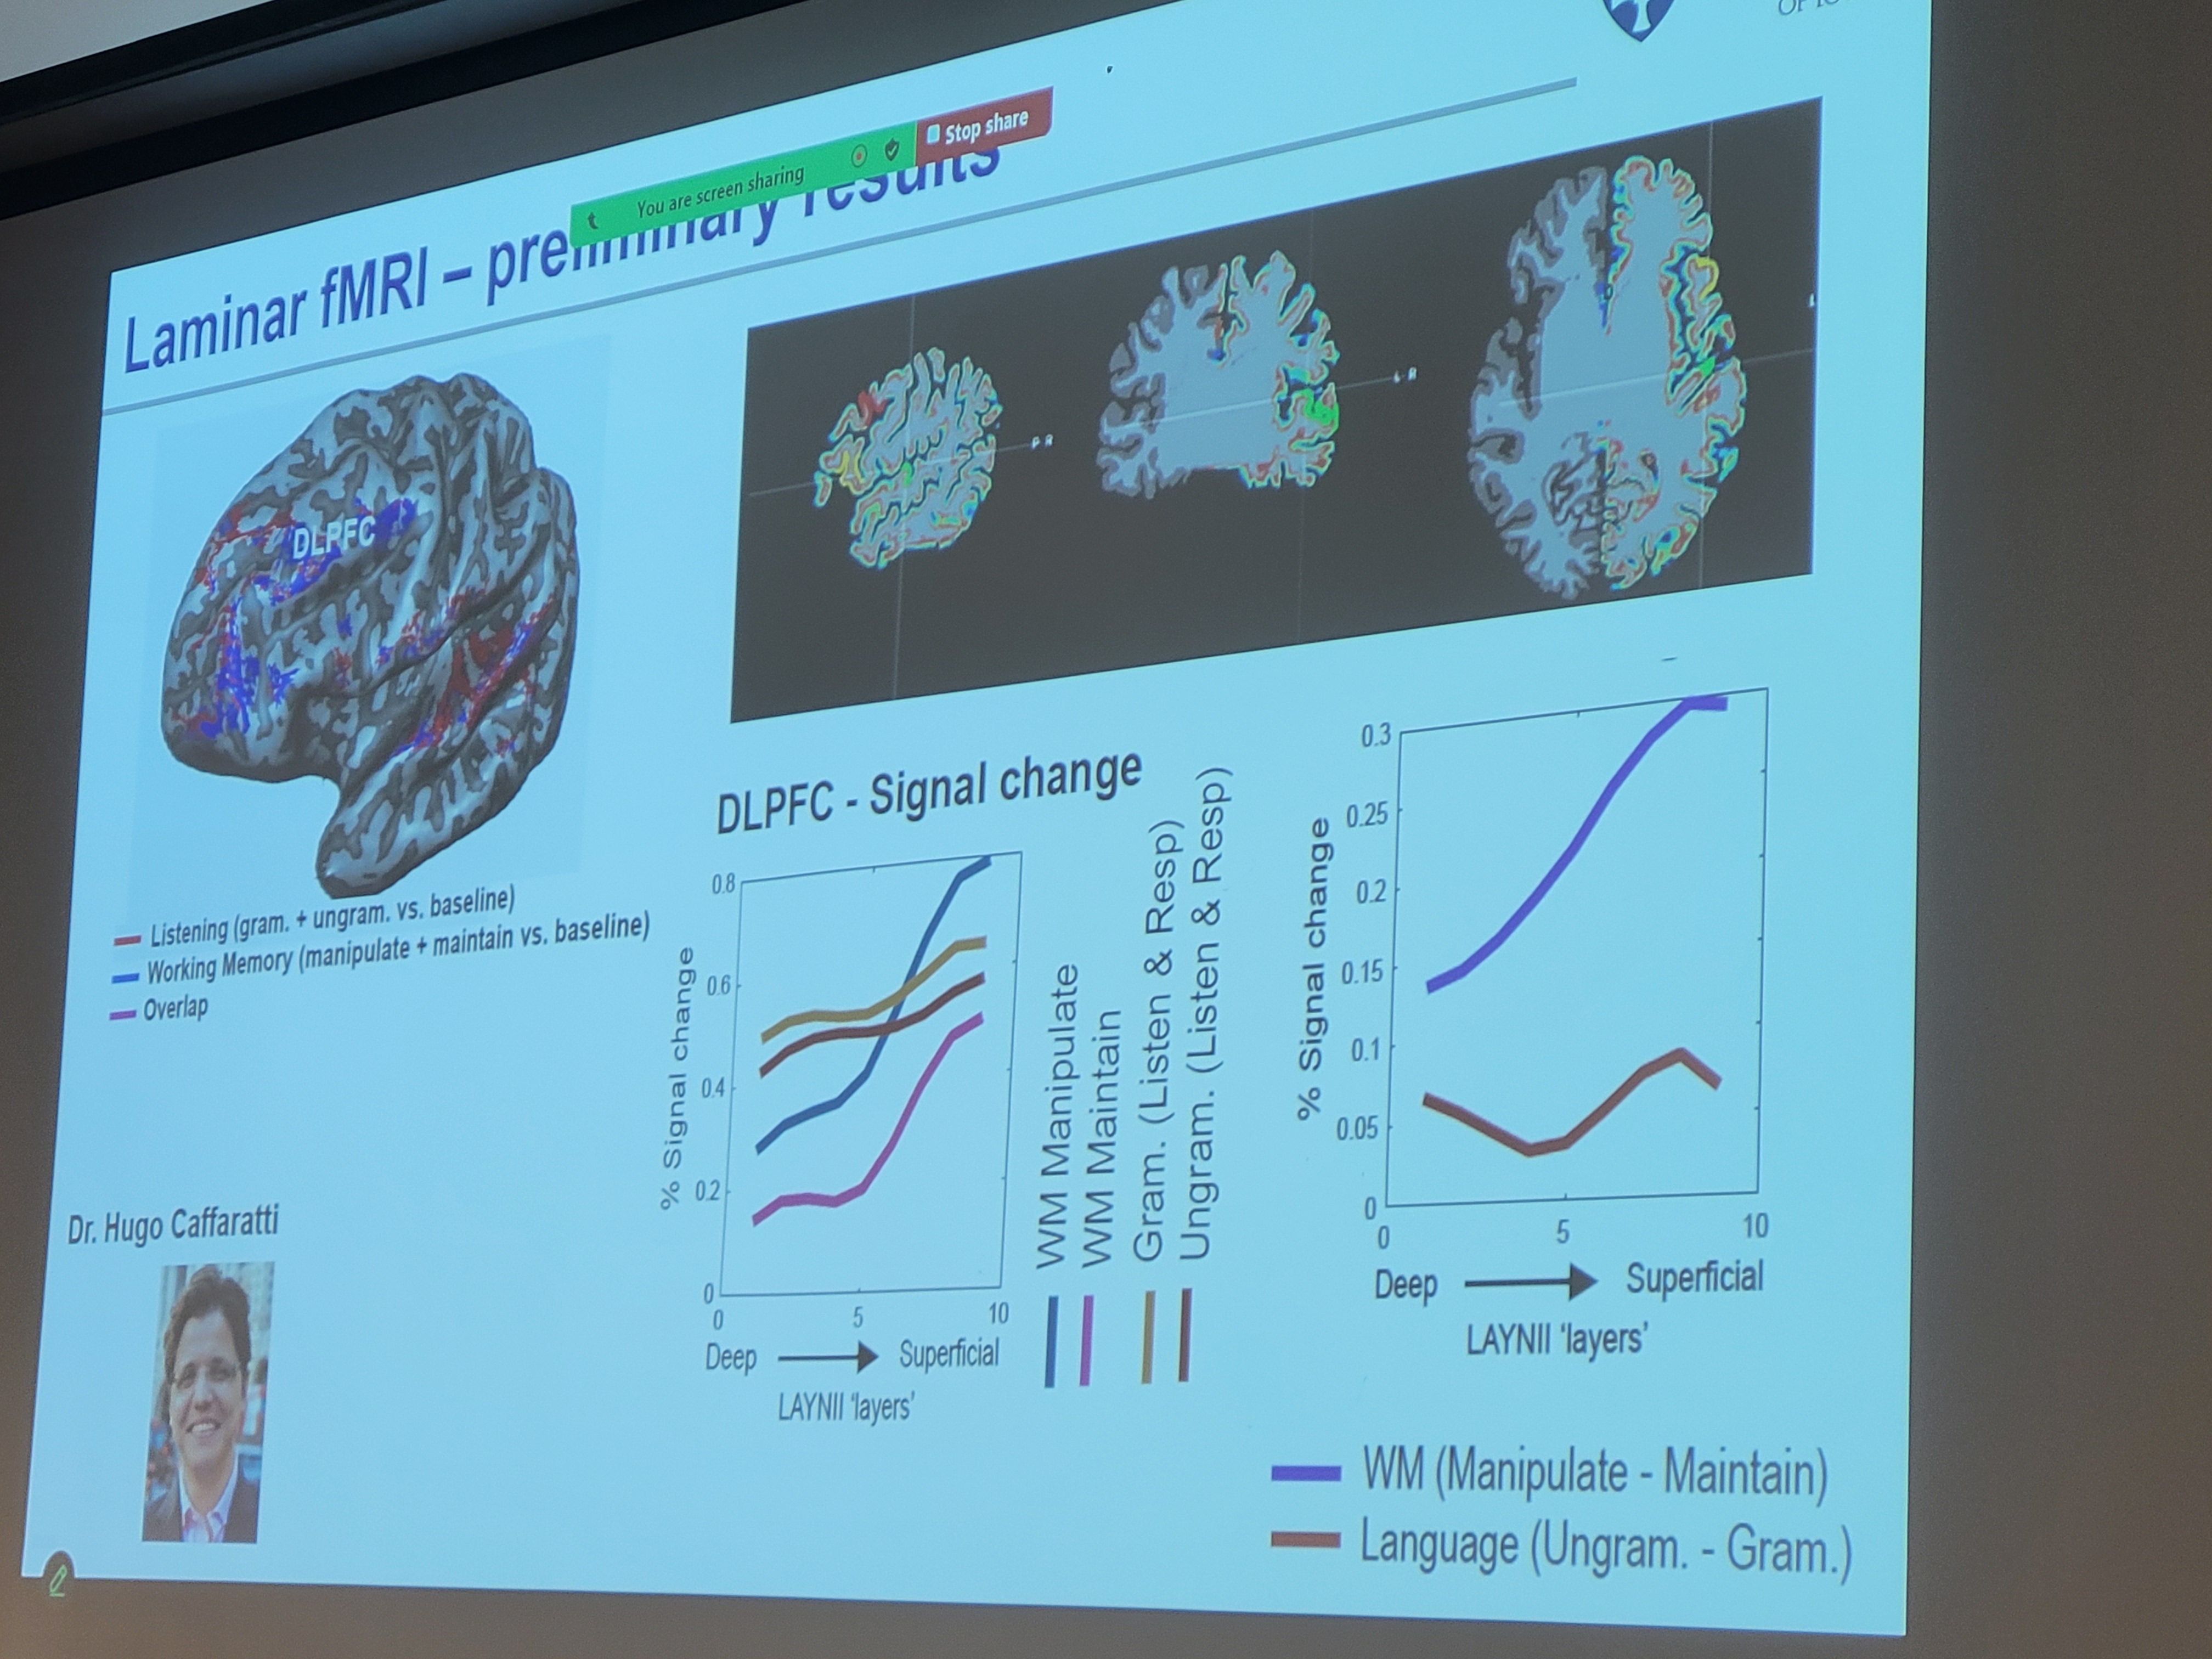 OF IO
You are screen sharing
Stop share
Laminar fMRI – preliminary results
P A
L R
L
DLPFC
Listening (gram. + ungram. vs. baseline)
Working Memory (manipulate + maintain vs. baseline)
Overlap
Dr. Hugo Caffaratti
DLPFC - Signal change
% Signal change
0.8
0.6
0.4
0.2
0
0 5 10
Deep Superficial
LAYNII 'layers'
WM Manipulate
WM Maintain
Gram. (Listen & Resp)
Ungram. (Listen & Resp)
% Signal change
0.3
0.25
0.2
0.15
0.1
0.05
0
0 5 10
Deep Superficial
LAYNII 'layers'
WM (Manipulate - Maintain)
Language (Ungram. - Gram.)